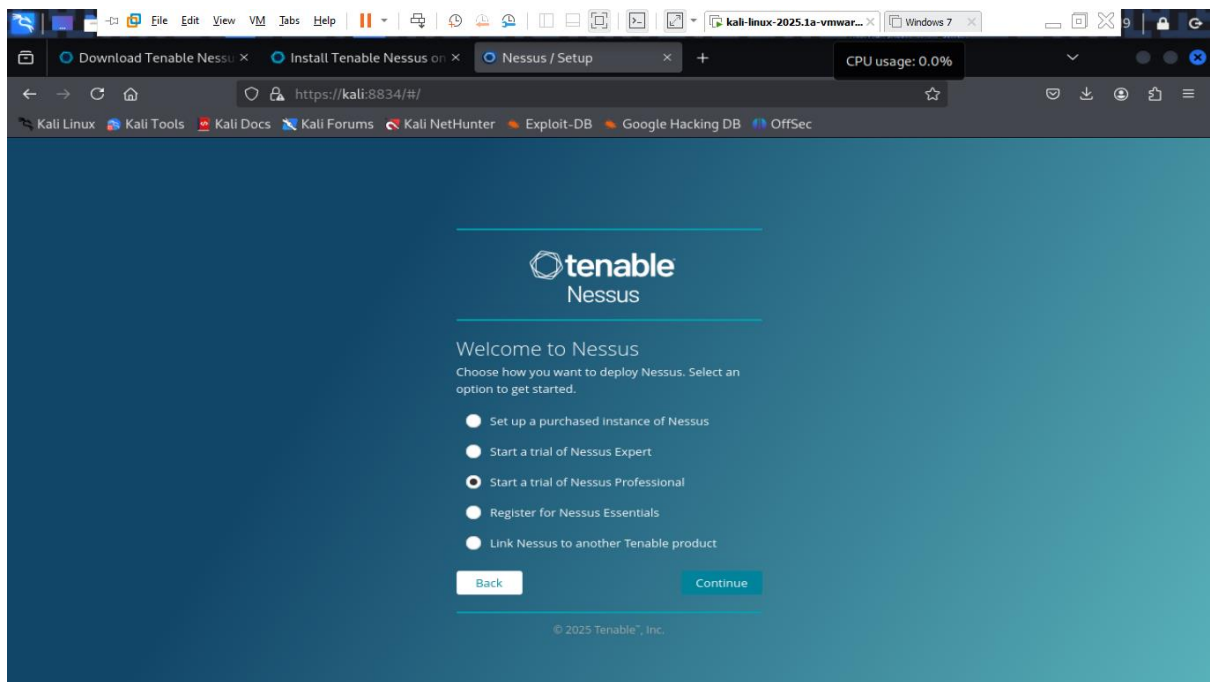 File Edit View VM Tabs Help kali-linux-2025.1a-vmwar... Windows 7 9
Download Tenable Nessu Install Tenable Nessus on Nessus / Setup CPU usage: 0.0%
https://kali:8834/#/
Kali Linux Kali Tools Kali Docs Kali Forums Kali NetHunter Exploit-DB Google Hacking DB OffSec
tenable
Nessus
Welcome to Nessus
Choose how you want to deploy Nessus. Select an
option to get started.
Set up a purchased instance of Nessus
Start a trial of Nessus Expert
Start a trial of Nessus Professional
Register for Nessus Essentials
Link Nessus to another Tenable product
Back Continue
© 2025 Tenable™, Inc.